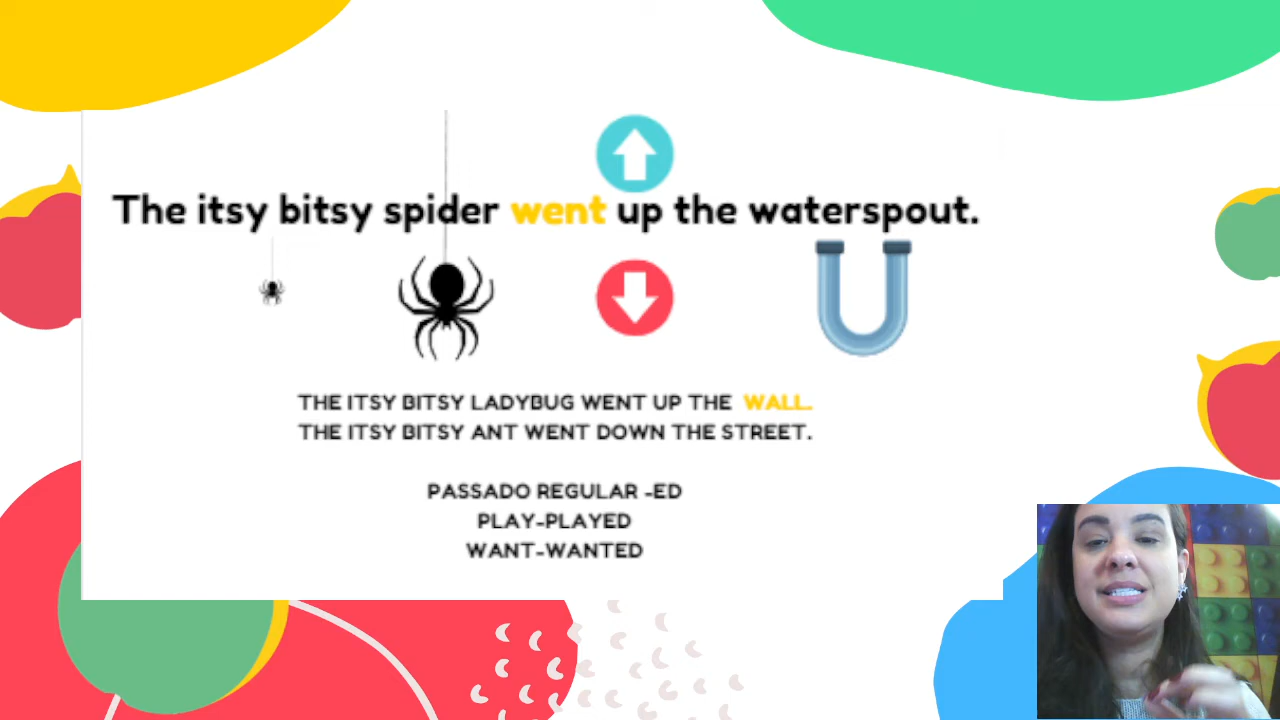 The itsy bitsy spider went up the waterspout.
THE ITSY BITSY LADYBUG WENT UP THE WALL.
THE ITSY BITSY ANT WENT DOWN THE STREET.
PASSADO REGULAR -ED
PLAY-PLAYED
WANT-WANTED